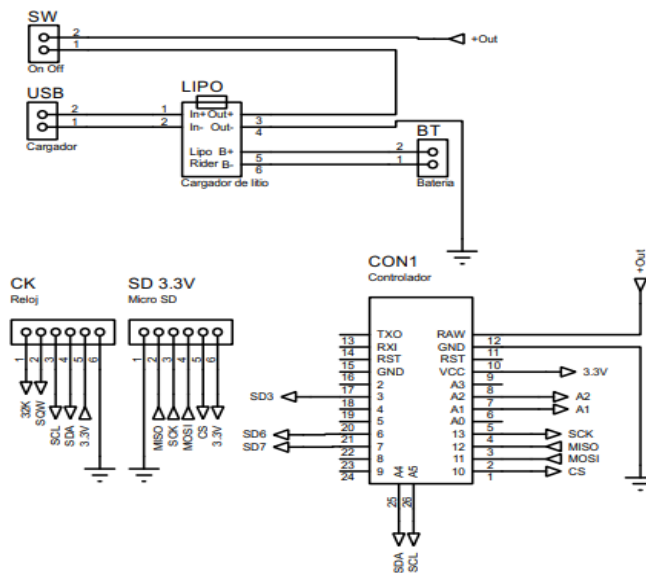 SW
2
1
+Out
On Off
USB
2
1
Cargador
LIPO
1
2
In+ Out+
In- Out-
3
4
Lipo B+
Rider B-
5
6
Cargador de litio
BT
2
1
Bateria
CK
Reloj
1 2 3 4 5 6
32K
SQW
SCL
SDA
3.3V
SD 3.3V
Micro SD
1 2 3 4 5 6
MISO
SCK
MOSI
CS
3.3V
CON1
Controlador
+Out
TXO RAW
13 12
RXI GND
14 11
RST RST
15 10
GND VCC 3.3V
16 9
2 A3
17 8
SD3 3 A2 A2
18 7
4 A1 A1
19 6
5 A0
20 5
SD6 6 13 SCK
21 4
SD7 7 12 MISO
22 3
8 11 MOSI
23 2
9 10 CS
24 1
A4 A5
25 26
SDA SCL